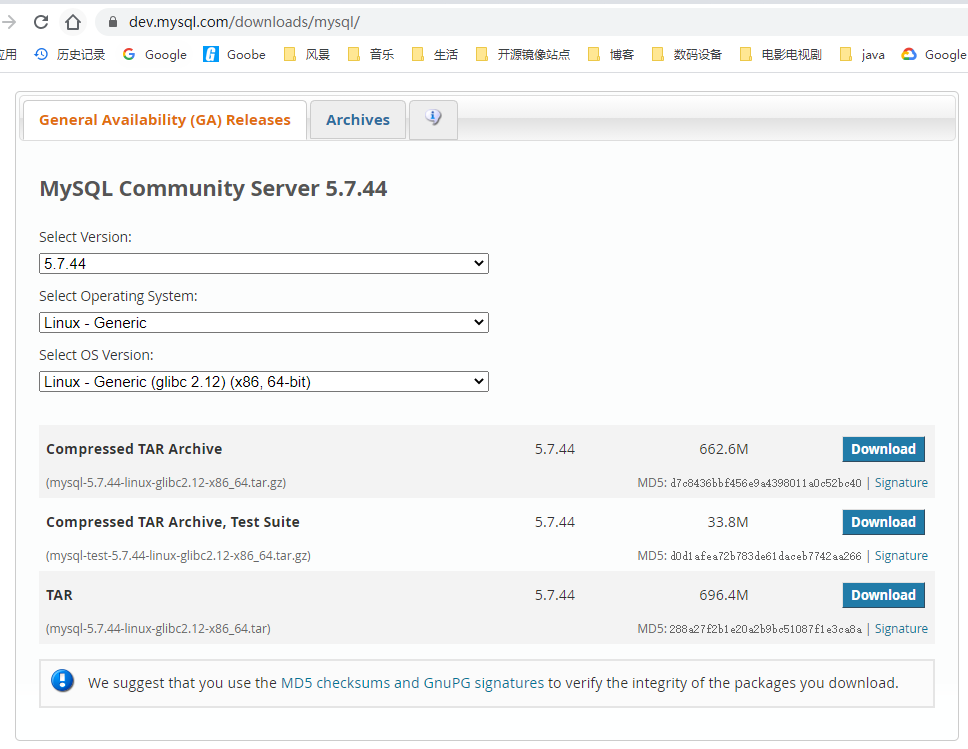 dev.mysql.com/downloads/mysql/
应用 历史记录 Google Goobe 风景 音乐 生活 开源镜像站点 博客 数码设备 电影电视剧 java Google
General Availability (GA) Releases Archives
MySQL Community Server 5.7.44
Select Version:
5.7.44
Select Operating System:
Linux - Generic
Select OS Version:
Linux - Generic (glibc 2.12) (x86, 64-bit)
Compressed TAR Archive 5.7.44 662.6M Download
(mysql-5.7.44-linux-glibc2.12-x86_64.tar.gz) MD5: d7c8436bbf456e9a4398011a0c52bc40 | Signature
Compressed TAR Archive, Test Suite 5.7.44 33.8M Download
(mysql-test-5.7.44-linux-glibc2.12-x86_64.tar.gz) MD5: d0d1afea72b783de61daceb7742aa266 | Signature
TAR 5.7.44 696.4M Download
(mysql-5.7.44-linux-glibc2.12-x86_64.tar) MD5: 288a27f2b1e20a2b9bc51087f1e3ca8a | Signature
We suggest that you use the MD5 checksums and GnuPG signatures to verify the integrity of the packages you download.